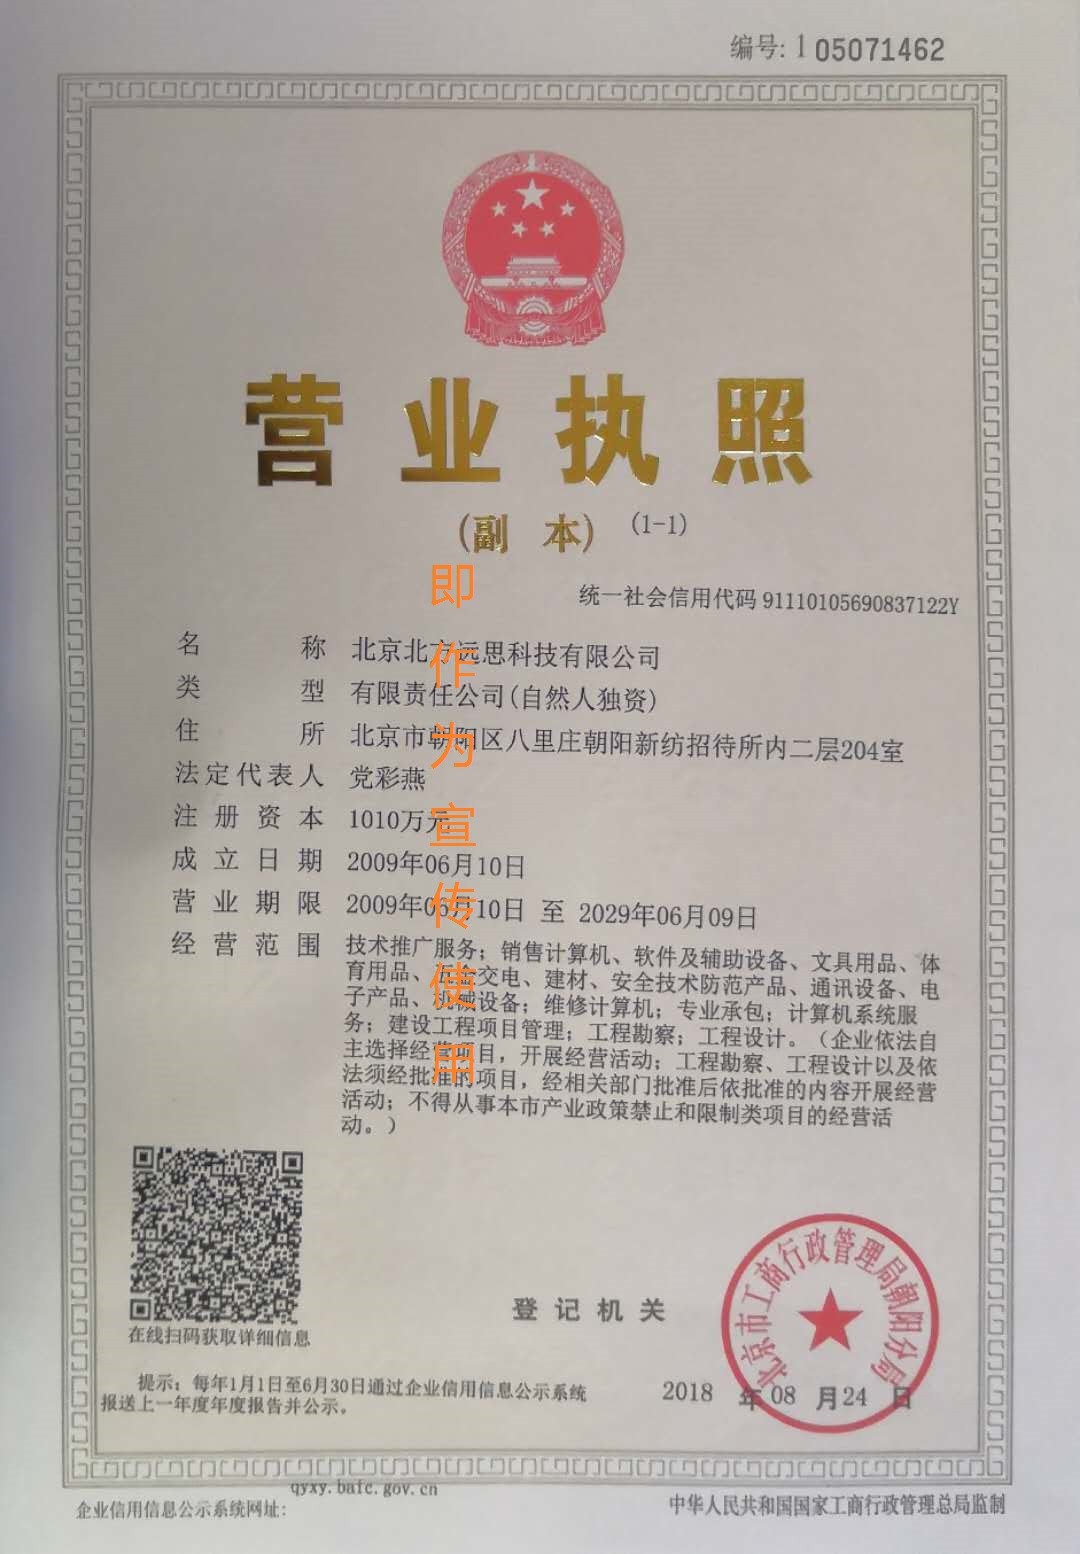 编号: 1 05071462
营业执照
(副 本) (1-1)
统一社会信用代码 91110105690837122Y
名 称 北京北方远思科技有限公司
类 型 有限责任公司(自然人独资)
住 所 北京市朝阳区八里庄朝阳新纺招待所内二层204室
法定代表人 党彩燕
注册资本 1010万元
成立日期 2009年06月10日
营业期限 2009年06月10日 至 2029年06月09日
经营范围 技术推广服务；销售计算机、软件及辅助设备、文具用品、体
育用品、五金交电、建材、安全技术防范产品、通讯设备、电
子产品、机械设备；维修计算机；专业承包；计算机系统服
务；建设工程项目管理；工程勘察；工程设计。（企业依法自
主选择经营项目，开展经营活动；工程勘察、工程设计以及依
法须经批准的项目，经相关部门批准后依批准的内容开展经营
活动；不得从事本市产业政策禁止和限制类项目的经营活
动。）
即作为宣传使用
在线扫码获取详细信息
登记机关
北京市工商行政管理局朝阳分局
2018 年 08 月 24 日
提示：每年1月1日至6月30日通过企业信用信息公示系统
报送上一年度年度报告并公示。
qyxy.baic.gov.cn
企业信用信息公示系统网址：
中华人民共和国国家工商行政管理总局监制